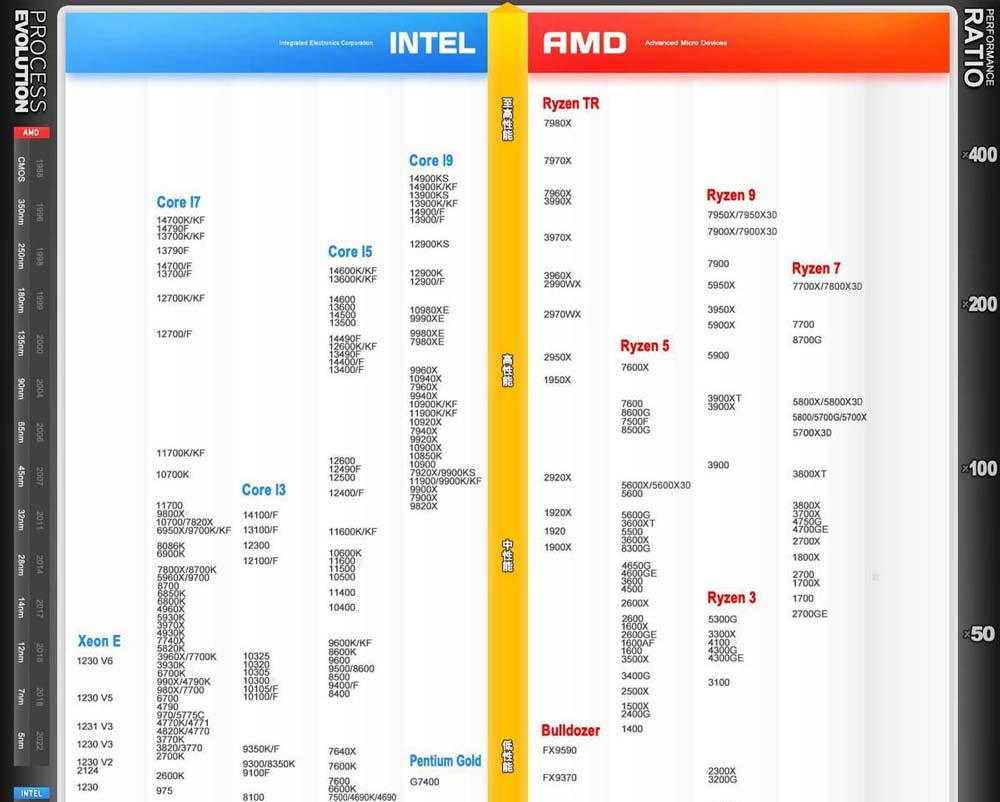 PROCESS
EVOLUTION
AMD
CMOS 1988
350nm 1996
250nm 1998
180nm 1999
135nm 2000
90nm 2004
65nm 2006
45nm 2007
32nm 2011
28nm 2014
14nm 2017
12nm 2018
7nm 2018
5nm 2022
INTEL
Integrated Electronics Corporation INTEL
Xeon E
1230 V6
1230 V5
1231 V3
1230 V3
1230 V2
2124
1230
Core I7
14700K/KF
14790F
13700K/KF
13790F
14700/F
13700/F
12700K/KF
12700/F
11700K/KF
10700K
11700
9800X
10700/7820X
6950X/9700K/KF
8086K
6900K
7800X/8700K
5960X/9700
8700
6850K
6800K
4960X
5930K
3970X
4930K
7740X
5820K
3960X/7700K
3930K
6700K
990X/4790K
980X/7700
6700
4790
970/5775C
4770K/4771
4820K/4770
3770K
3820/3770
2700K
2600K
975
Core I3
14100/F
13100/F
12300
12100/F
10325
10320
10305
10300
10105/F
10100/F
9350K/F
9300/8350K
9100F
8100
Core I5
14600K/KF
13600K/KF
14600
13600
14500
13500
14490F
12600K/KF
13490F
14400/F
13400/F
12600
12490F
12500
12400/F
11600K/KF
10600K
11600
11500
10500
11400
10400
9600K/KF
8600K
9600
9500/8600
8500
9400/F
8400
7640X
7600K
7600
6600K
7500/4690K/4690
Core I9
14900KS
14900K/KF
13900KS
13900K/KF
14900/F
13900/F
12900KS
12900K
12900/F
10980XE
9990XE
9980XE
7980XE
9960X
10940X
7960X
9940X
10900K/KF
11900K/KF
10920X
7940X
9920X
10900X
10850K
10900
7920X/9900KS
11900/9900K/KF
9900X
7900X
9820X
Pentium Gold
G7400
至高性能
高性能
中性能
低性能
AMD Advanced Micro Devices
Ryzen TR
7980X
7970X
7960X
3990X
3970X
3960X
2990WX
2970WX
2950X
1950X
2920X
1920X
1920
1900X
Bulldozer
FX9590
FX9370
Ryzen 5
7600X
7600
8600G
7500F
8500G
5600X/5600X3D
5600
5600G
3600XT
5500
3600X
8300G
4650G
4600GE
3600
4500
2600X
2600
1600X
2600GE
1600AF
1600
3500X
3400G
2500X
1500X
2400G
1400
Ryzen 9
7950X/7950X3D
7900X/7900X3D
7900
5950X
3950X
5900X
5900
3900XT
3900X
3900
Ryzen 3
5300G
3300X
4100
4300G
4300GE
3100
2300X
3200G
Ryzen 7
7700X/7800X3D
7700
8700G
5800X/5800X3D
5800/5700G/5700X
5700X3D
3800XT
3800X
3700X
4750G
4700GE
2700X
1800X
2700
1700X
1700
2700GE
PERFORMANCE
RATIO
x400
x200
x100
x50